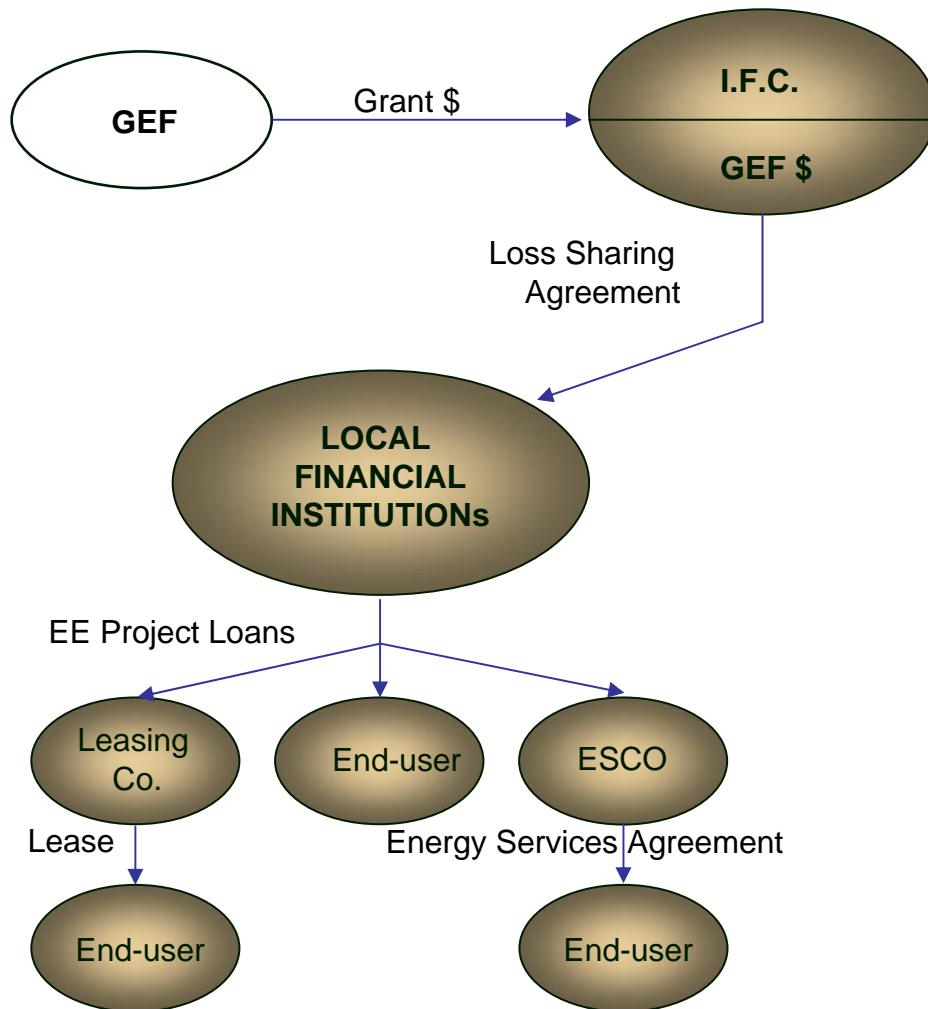 GEF
Grant $
I.F.C.
GEF $
Loss Sharing
Agreement
LOCAL
FINANCIAL
INSTITUTIONs
EE Project Loans
Leasing
Co.
End-user
ESCO
Lease
Energy Services Agreement
End-user
End-user